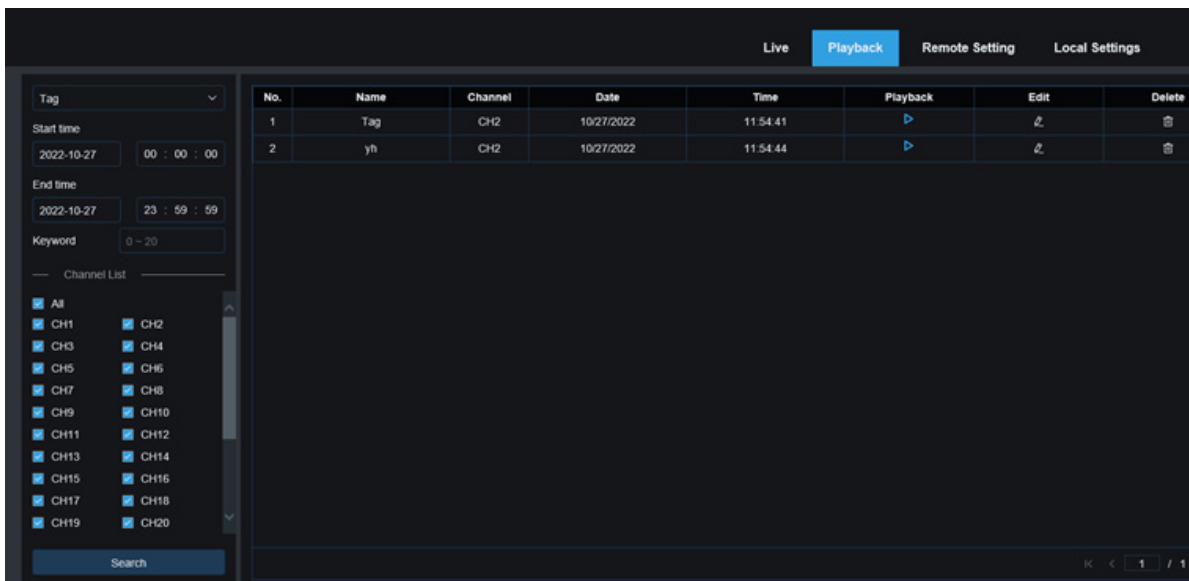 Live Playback Remote Setting Local Settings
Tag
Start time
2022-10-27 00 : 00 : 00
End time
2022-10-27 23 : 59 : 59
Keyword 0 ~ 20
Channel List
All
CH1 CH2
CH3 CH4
CH5 CH6
CH7 CH8
CH9 CH10
CH11 CH12
CH13 CH14
CH15 CH16
CH17 CH18
CH19 CH20
Search
No. Name Channel Date Time Playback Edit Delete
1 Tag CH2 10/27/2022 11:54:41
2 yh CH2 10/27/2022 11:54:44
1 / 1